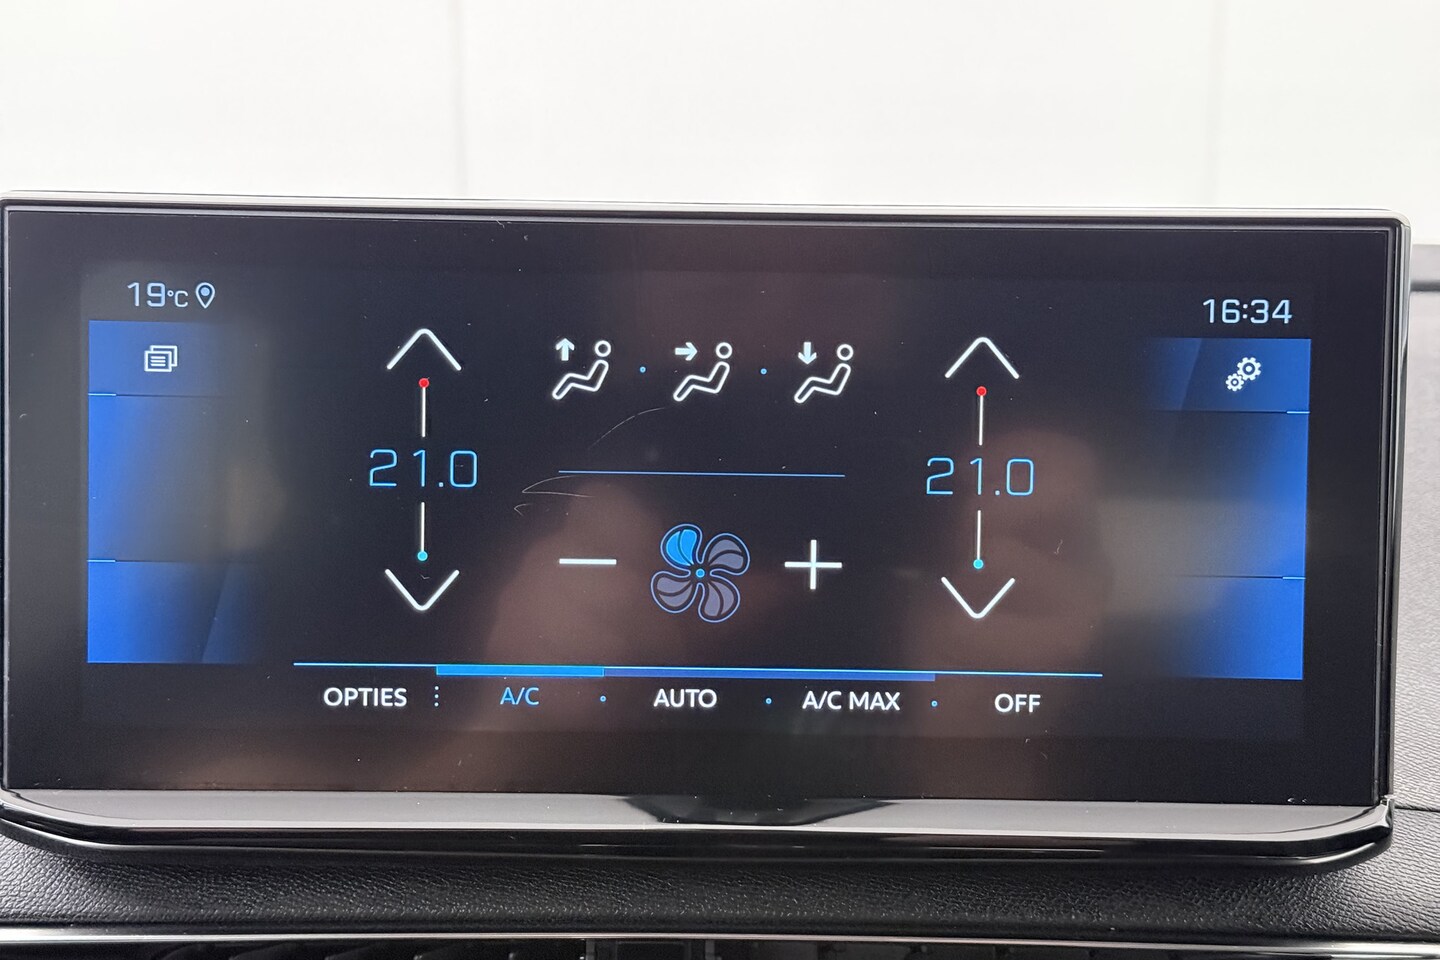 19°C
16:34
21.0
21.0
OPTIES A/C AUTO A/C MAX OFF